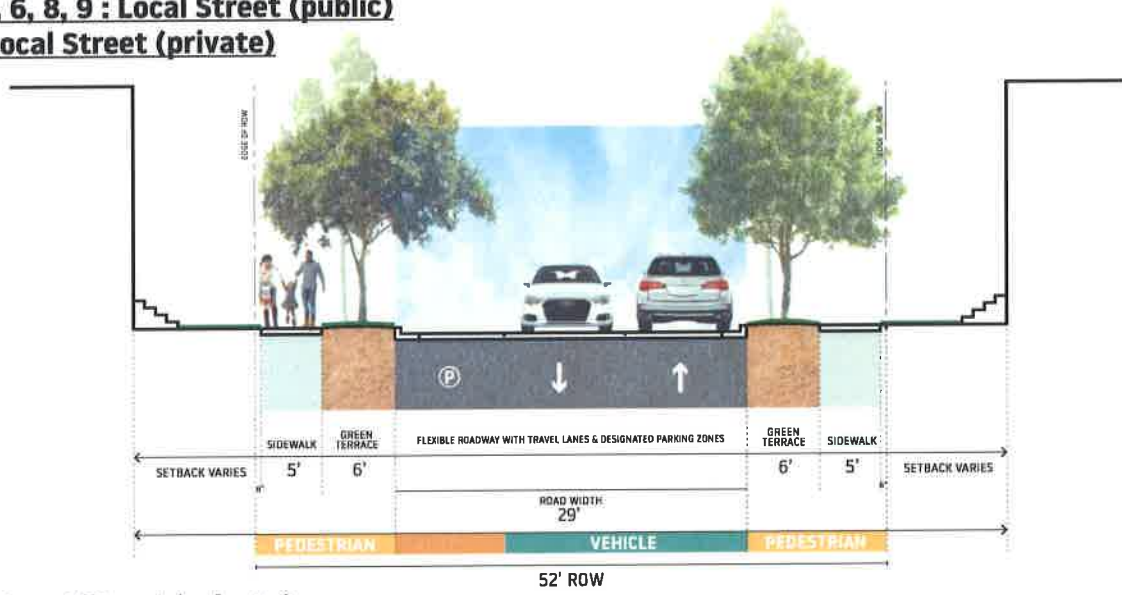 , 6, 8, 9 : Local Street (public)
ocal Street (private)
EDGE OF ROW
EDGE OF ROW
P
SIDEWALK
GREEN
TERRACE
FLEXIBLE ROADWAY WITH TRAVEL LANES & DESIGNATED PARKING ZONES
GREEN
TERRACE
SIDEWALK
SETBACK VARIES
5'
6'
6'
5'
SETBACK VARIES
ROAD WIDTH
29'
PEDESTRIAN
VEHICLE
PEDESTRIAN
52' ROW